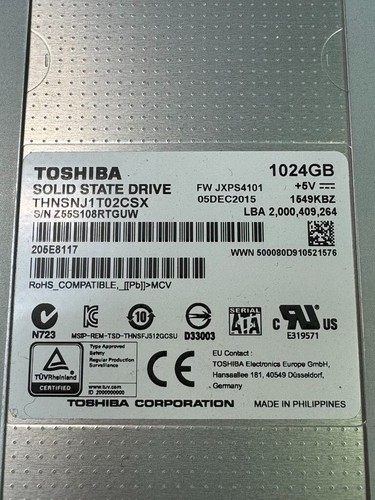 TOSHIBA 1024GB
SOLID STATE DRIVE FW JXPS4101 +5V
THNSNJ1T02CSX 05DEC2015 1549KBZ
S/N Z55S108RTGUW LBA 2,000,409,264
205E8117 WWN 500080D910521576
RoHS_COMPATIBLE,_[[Pb]]>MCV
N723 10 D33003 SERIAL ATA c RU US
MSIP-REM-TSD-THNSFJ512GCSU E319571
TÜVRheinland
CERTIFIED
Type Approved
Safety
Regular Production
Surveillance
www.tuv.com
ID 2000000000
CE
EU Contact :
TOSHIBA Electronics Europe GmbH,
Hansaallee 181, 40549 Düsseldorf,
Germany
TOSHIBA CORPORATION MADE IN PHILIPPINES